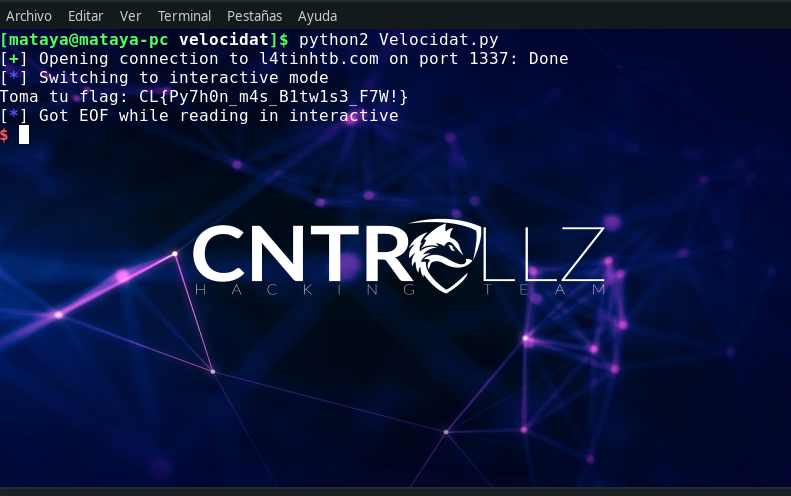 Archivo Editar Ver Terminal Pestañas Ayuda
[mataya@mataya-pc velocidat]$ python2 Velocidat.py
[+] Opening connection to l4tinhtb.com on port 1337: Done
[*] Switching to interactive mode
Toma tu flag: CL{Py7h0n_m4s_B1tw1s3_F7W!}
[*] Got EOF while reading in interactive
$
CNTROLLZ
HACKING TEAM